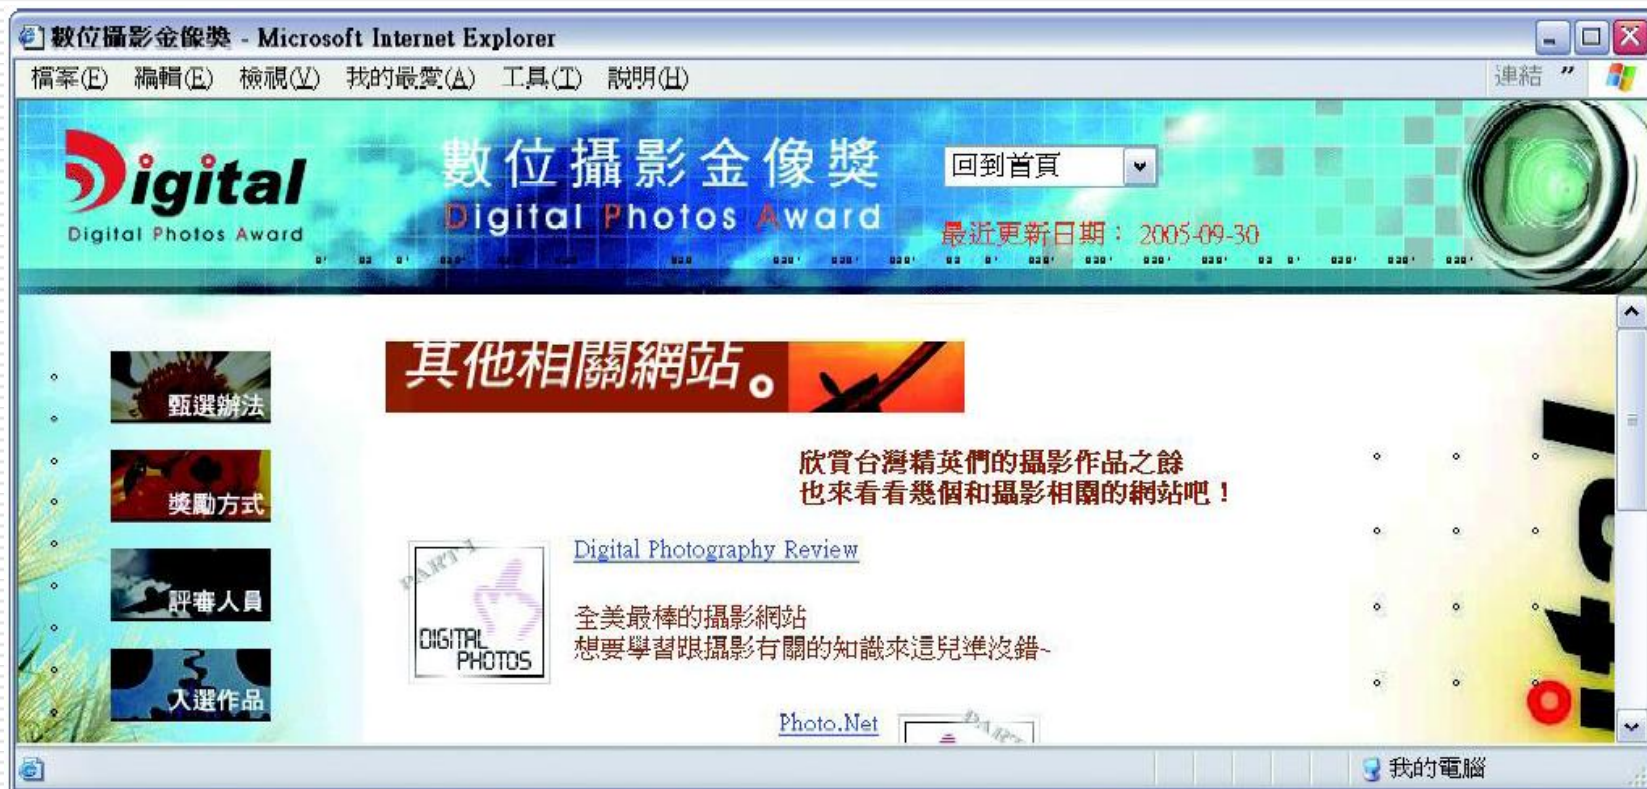 數位攝影金像獎 - Microsoft Internet Explorer
檔案(F) 編輯(E) 檢視(V) 我的最愛(A) 工具(T) 說明(H)
連結 »
Digital
Digital Photos Award
數位攝影金像獎
Digital Photos Award
回到首頁
最近更新日期： 2005-09-30
甄選辦法
獎勵方式
評審人員
入選作品
其他相關網站。
欣賞台灣精英們的攝影作品之餘
也來看看幾個和攝影相關的網站吧！
PART 1
DIGITAL
PHOTOS
Digital Photography Review
全美最棒的攝影網站
想要學習跟攝影有關的知識來這兒準沒錯~
Photo.Net
PART
我的電腦